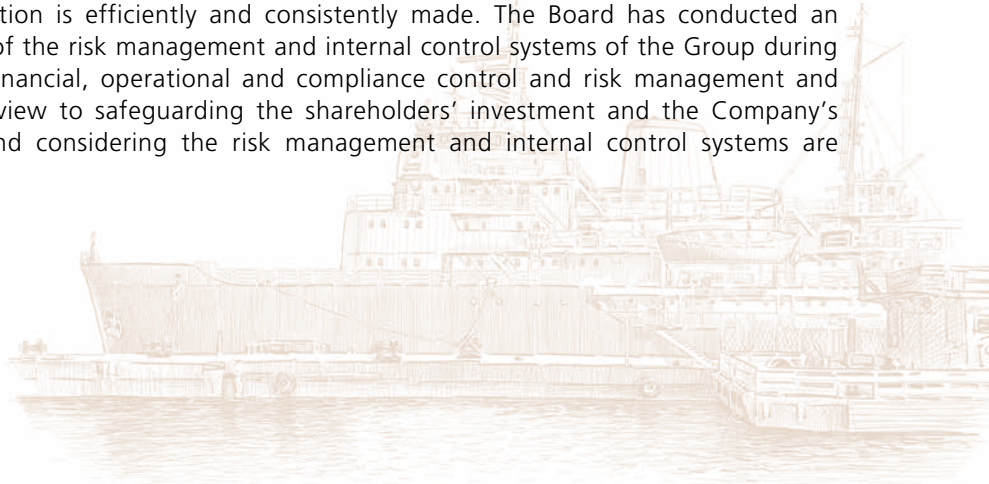 tion is efficiently and consistently made. The Board has conducted an
of the risk management and internal control systems of the Group during
inancial, operational and compliance control and risk management and
view to safeguarding the shareholders’ investment and the Company’s
nd considering the risk management and internal control systems are